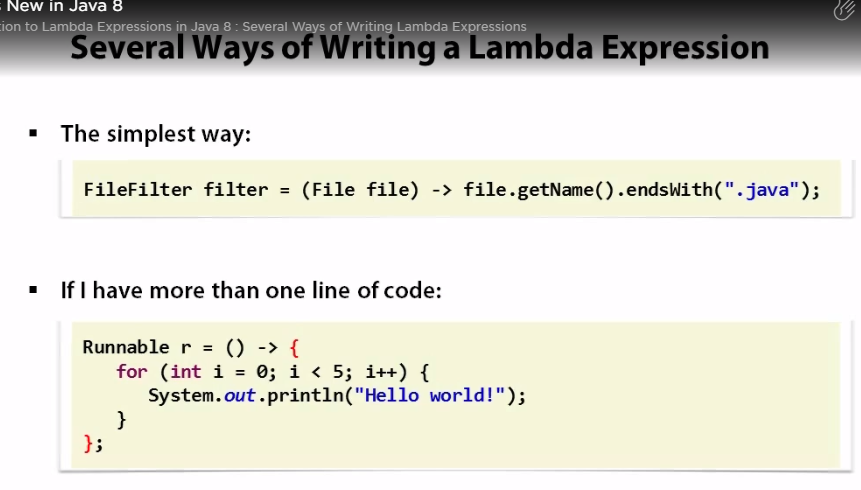 New in Java 8
tion to Lambda Expressions in Java 8 : Several Ways of Writing Lambda Expressions
Several Ways of Writing a Lambda Expression
▪ The simplest way:
FileFilter filter = (File file) -> file.getName().endsWith(".java");
▪ If I have more than one line of code:
Runnable r = () -> {
   for (int i = 0; i < 5; i++) {
      System.out.println("Hello world!");
   }
};